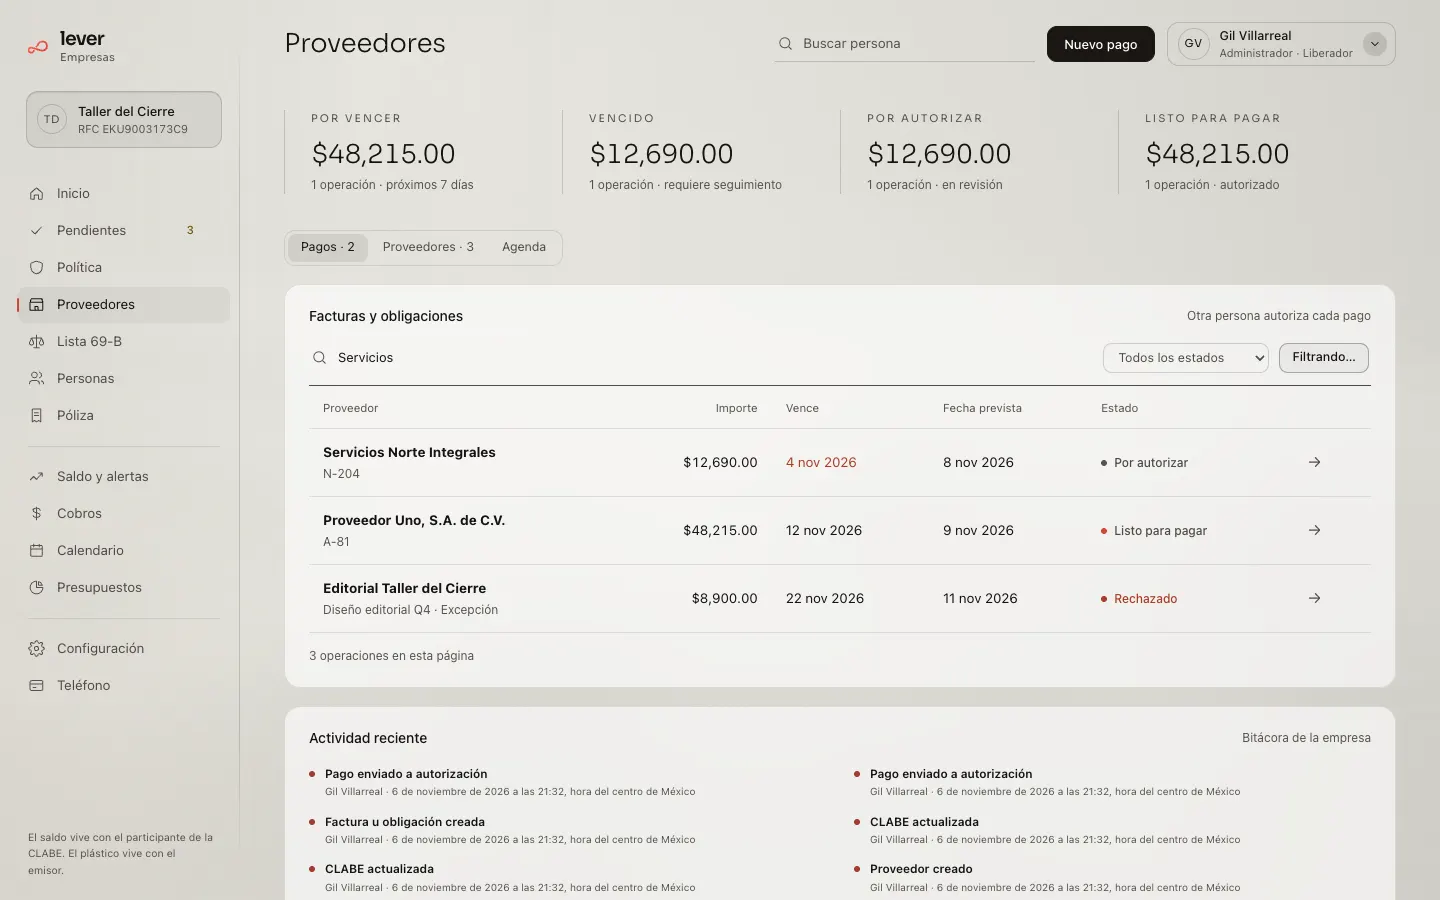 lever
Empresas
TD
Taller del Cierre
RFC EKU9003173C9
Inicio
Pendientes 3
Política
Proveedores
Lista 69-B
Personas
Póliza
Saldo y alertas
Cobros
Calendario
Presupuestos
Configuración
Teléfono
El saldo vive con el participante de la
CLABE. El plástico vive con el
emisor.
Proveedores
Buscar persona
Nuevo pago
GV
Gil Villarreal
Administrador · Liberador
POR VENCER
$48,215.00
1 operación · próximos 7 días
VENCIDO
$12,690.00
1 operación · requiere seguimiento
POR AUTORIZAR
$12,690.00
1 operación · en revisión
LISTO PARA PAGAR
$48,215.00
1 operación · autorizado
Pagos · 2 Proveedores · 3 Agenda
Facturas y obligaciones
Otra persona autoriza cada pago
Servicios
Todos los estados
Filtrando…
Proveedor Importe Vence Fecha prevista Estado
Servicios Norte Integrales
N-204
$12,690.00 4 nov 2026 8 nov 2026 Por autorizar →
Proveedor Uno, S.A. de C.V.
A-81
$48,215.00 12 nov 2026 9 nov 2026 Listo para pagar →
Editorial Taller del Cierre
Diseño editorial Q4 · Excepción
$8,900.00 22 nov 2026 11 nov 2026 Rechazado →
3 operaciones en esta página
Actividad reciente
Bitácora de la empresa
Pago enviado a autorización
Gil Villarreal · 6 de noviembre de 2026 a las 21:32, hora del centro de México
Pago enviado a autorización
Gil Villarreal · 6 de noviembre de 2026 a las 21:32, hora del centro de México
Factura u obligación creada
Gil Villarreal · 6 de noviembre de 2026 a las 21:32, hora del centro de México
CLABE actualizada
Gil Villarreal · 6 de noviembre de 2026 a las 21:32, hora del centro de México
CLABE actualizada
Gil Villarreal · 6 de noviembre de 2026 a las 21:32, hora del centro de México
Proveedor creado
Gil Villarreal · 6 de noviembre de 2026 a las 21:32, hora del centro de México